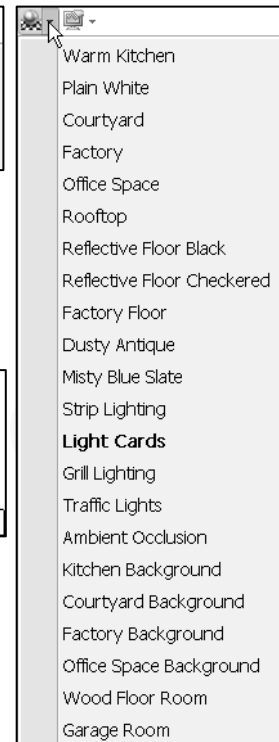 Warm Kitchen
Plain White
Courtyard
Factory
Office Space
Rooftop
Reflective Floor Black
Reflective Floor Checkered
Factory Floor
Dusty Antique
Misty Blue Slate
Strip Lighting
Light Cards
Grill Lighting
Traffic Lights
Ambient Occlusion
Kitchen Background
Courtyard Background
Factory Background
Office Space Background
Wood Floor Room
Garage Room